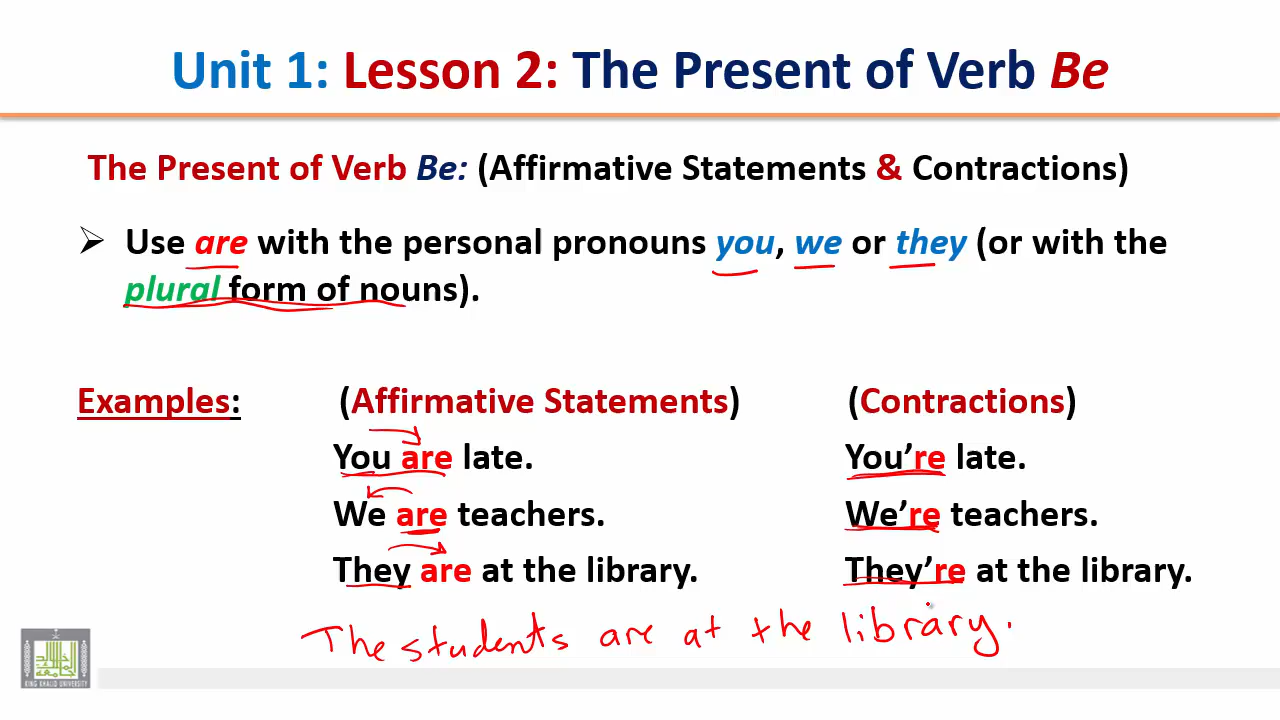 Unit 1: Lesson 2: The Present of Verb Be
The Present of Verb Be: (Affirmative Statements & Contractions)
Use are with the personal pronouns you, we or they (or with the
plural form of nouns).
Examples: (Affirmative Statements) (Contractions)
You are late. You're late.
We are teachers. We're teachers.
They are at the library. They're at the library.
The students are at the library.
KING KHALID UNIVERSITY